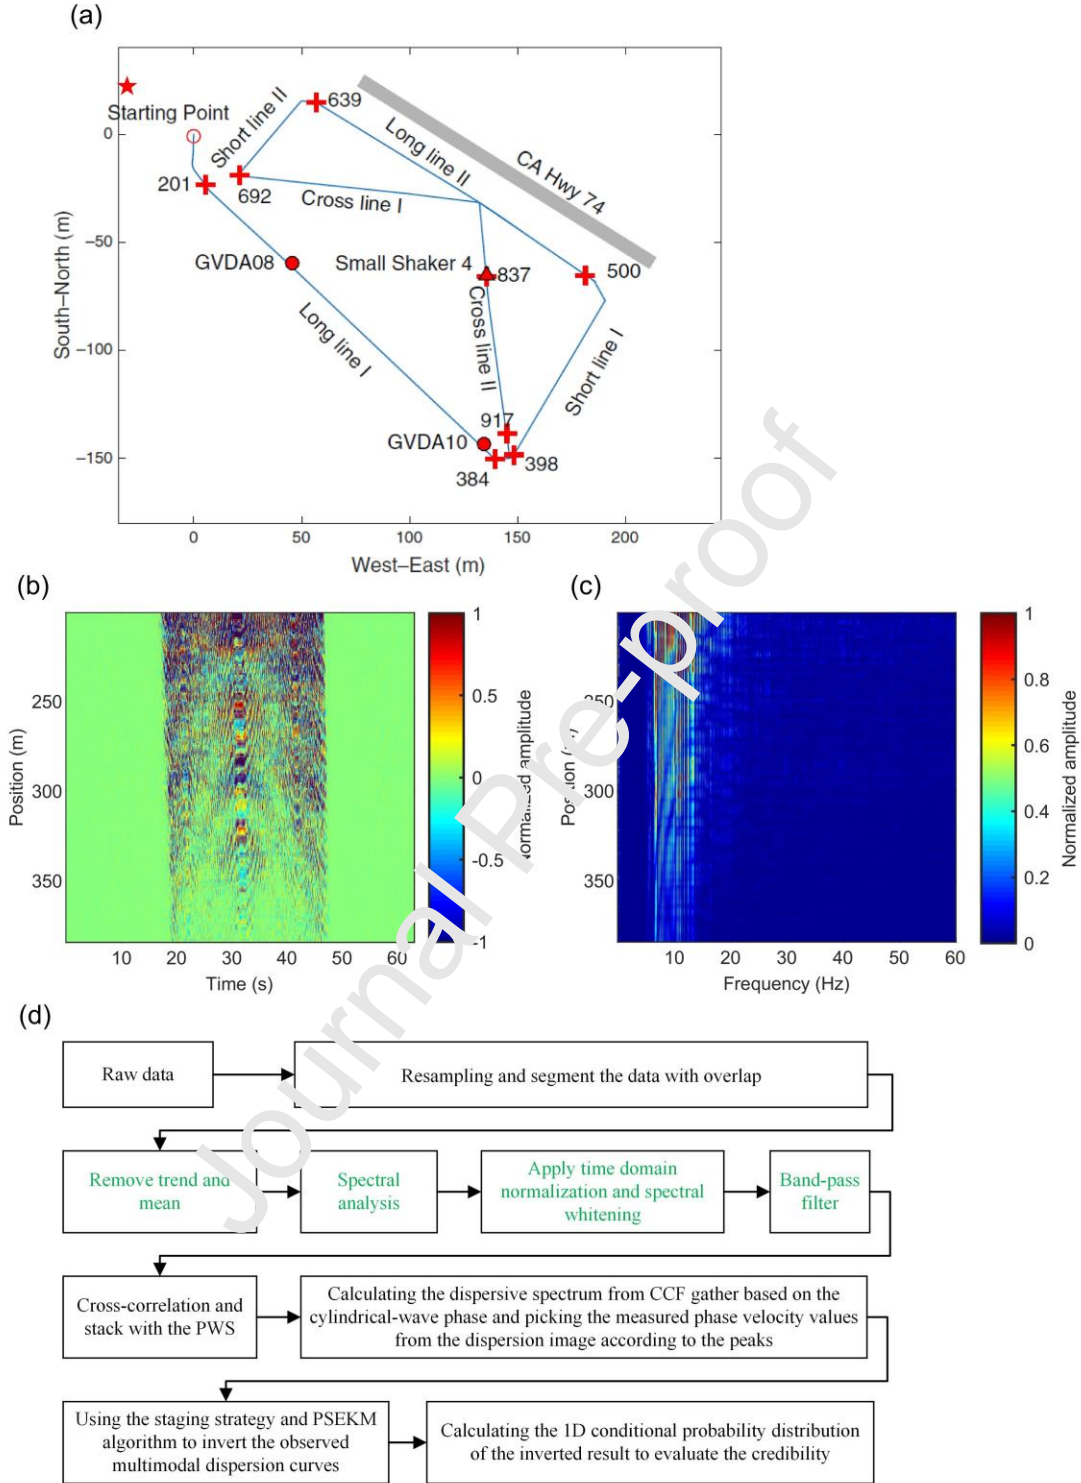 (a)
639
Starting Point
Short line II
Long line II
CA Hwy 74
0
201
692
Cross line I
South–North (m)
−50
GVDA08
Small Shaker 4
837
500
Long line I
Cross line II
Short line I
−100
917
GVDA10
398
−150
384
0
50
100
150
200
West–East (m)
(b)
(c)
1
0.5
0
-0.5
-1
Normalized amplitude
250
300
350
Position (m)
10
20
30
40
50
60
Time (s)
1
0.8
0.6
0.4
0.2
0
Normalized amplitude
250
300
350
Position (m)
10
20
30
40
50
60
Frequency (Hz)
(d)
Raw data
Resampling and segment the data with overlap
Remove trend and
mean
Spectral
analysis
Apply time domain
normalization and spectral
whitening
Band-pass
filter
Cross-correlation and
stack with the PWS
Calculating the dispersive spectrum from CCF gather based on the
cylindrical-wave phase and picking the measured phase velocity values
from the dispersion image according to the peaks
Using the staging strategy and PSEKM
algorithm to invert the observed
multimodal dispersion curves
Calculating the 1D conditional probability distribution
of the inverted result to evaluate the credibility
Journal Pre-proof